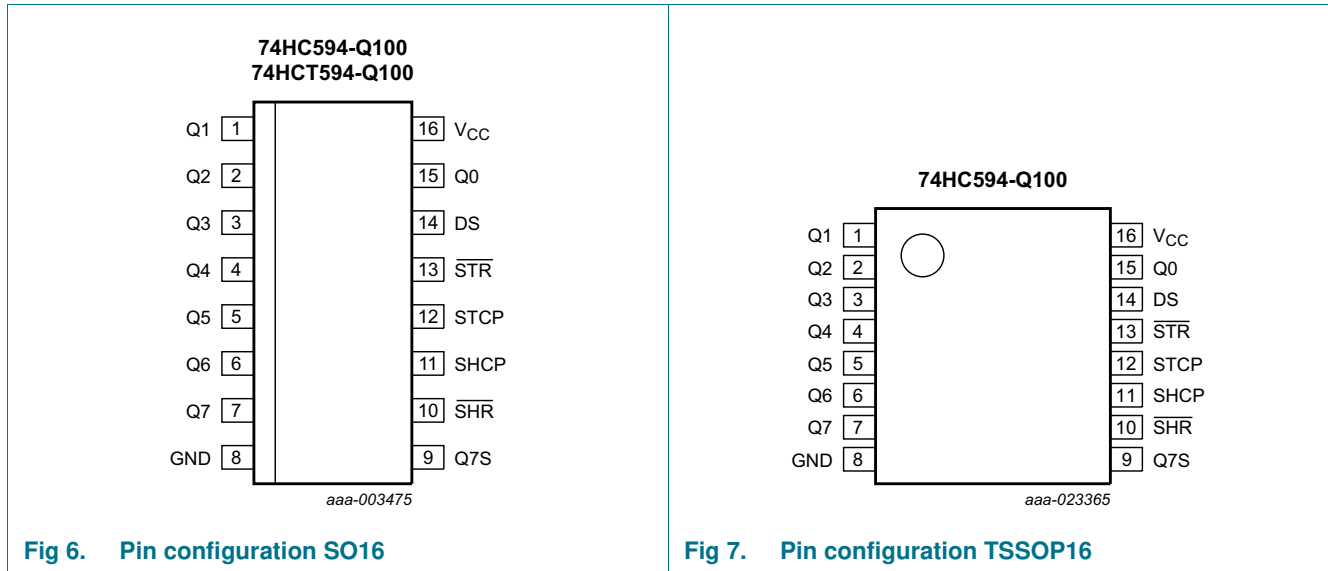 74HC594-Q100
74HCT594-Q100
Q1 1 16 VCC
Q2 2 15 Q0
Q3 3 14 DS
Q4 4 13 S̅T̅R̅
Q5 5 12 STCP
Q6 6 11 SHCP
Q7 7 10 S̅H̅R̅
GND 8 9 Q7S
aaa-003475
Fig 6. Pin configuration SO16
74HC594-Q100
Q1 1 16 VCC
Q2 2 15 Q0
Q3 3 14 DS
Q4 4 13 S̅T̅R̅
Q5 5 12 STCP
Q6 6 11 SHCP
Q7 7 10 S̅H̅R̅
GND 8 9 Q7S
aaa-023365
Fig 7. Pin configuration TSSOP16